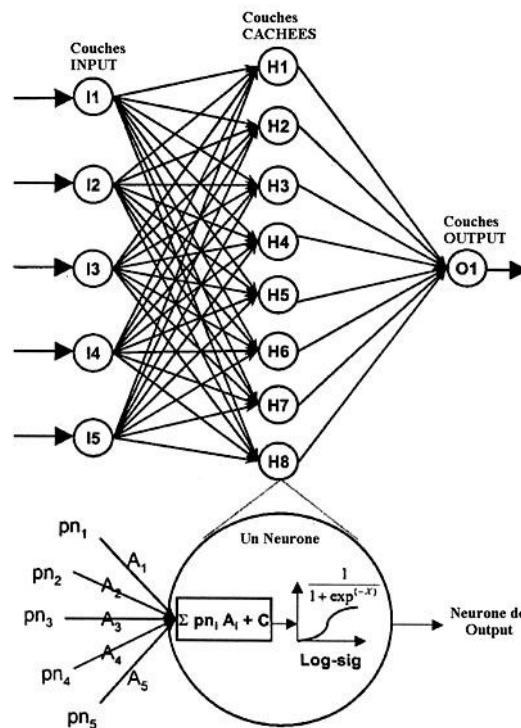 Couches
INPUT
Couches
CACHEES
Couches
OUTPUT
I1
I2
I3
I4
I5
H1
H2
H3
H4
H5
H6
H7
H8
O1
Un Neurone
pn₁
pn₂
pn₃
pn₄
pn₅
A₁
A₂
A₃
A₄
A₅
Σ pnᵢ Aᵢ + C
1
1 + exp⁽⁻ˣ⁾
Log-sig
Neurone de
Output